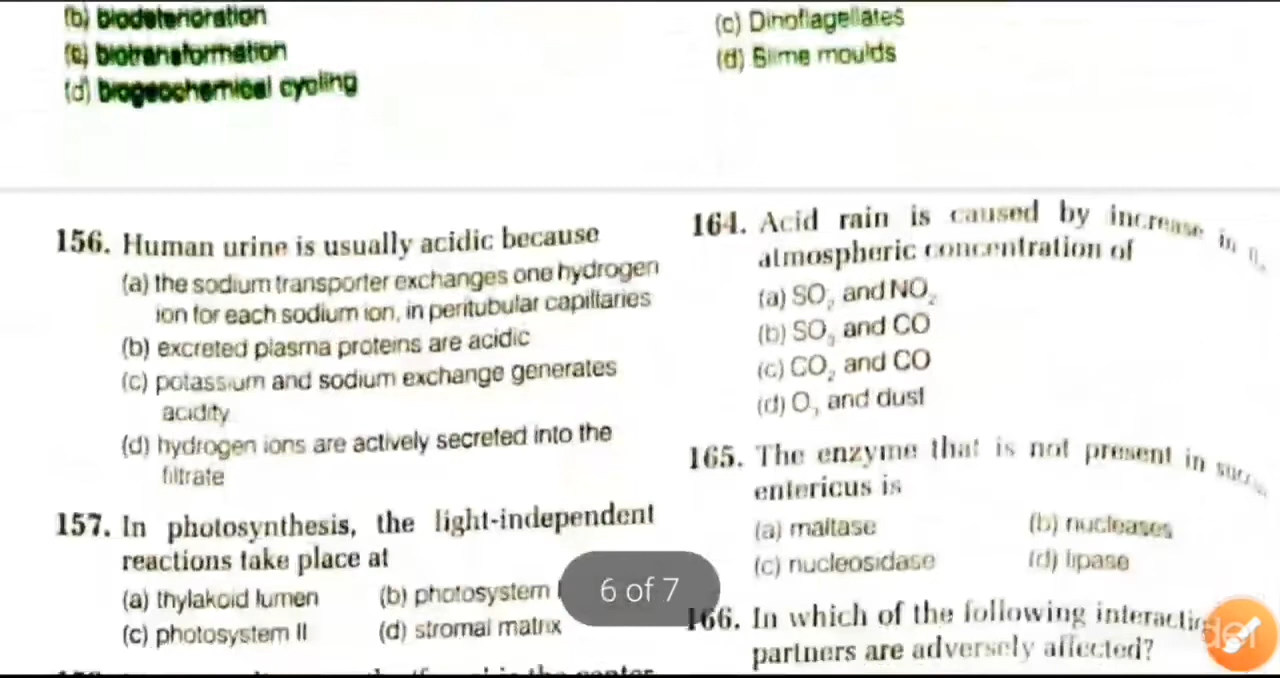 (b) biodeterioration
(c) biotransformation
(d) biogeochemical cycling
156. Human urine is usually acidic because
(a) the sodium transporter exchanges one hydrogen
ion for each sodium ion, in peritubular capillaries
(b) excreted plasma proteins are acidic
(c) potassium and sodium exchange generates
acidity
(d) hydrogen ions are actively secreted into the
filtrate
157. In photosynthesis, the light-independent
reactions take place at
(a) thylakoid lumen (b) photosystem I
(c) photosystem II (d) stromal matrix
(c) Dinoflagellates
(d) Slime moulds
164. Acid rain is caused by increase in
atmospheric concentration of
(a) SO₂ and NO₂
(b) SO₃ and CO
(c) CO₂ and CO
(d) O₃ and dust
165. The enzyme that is not present in
entericus is
(a) maltase (b) nucleases
(c) nucleosidase (d) lipase
166. In which of the following
partners are adversely affected?
6 of 7